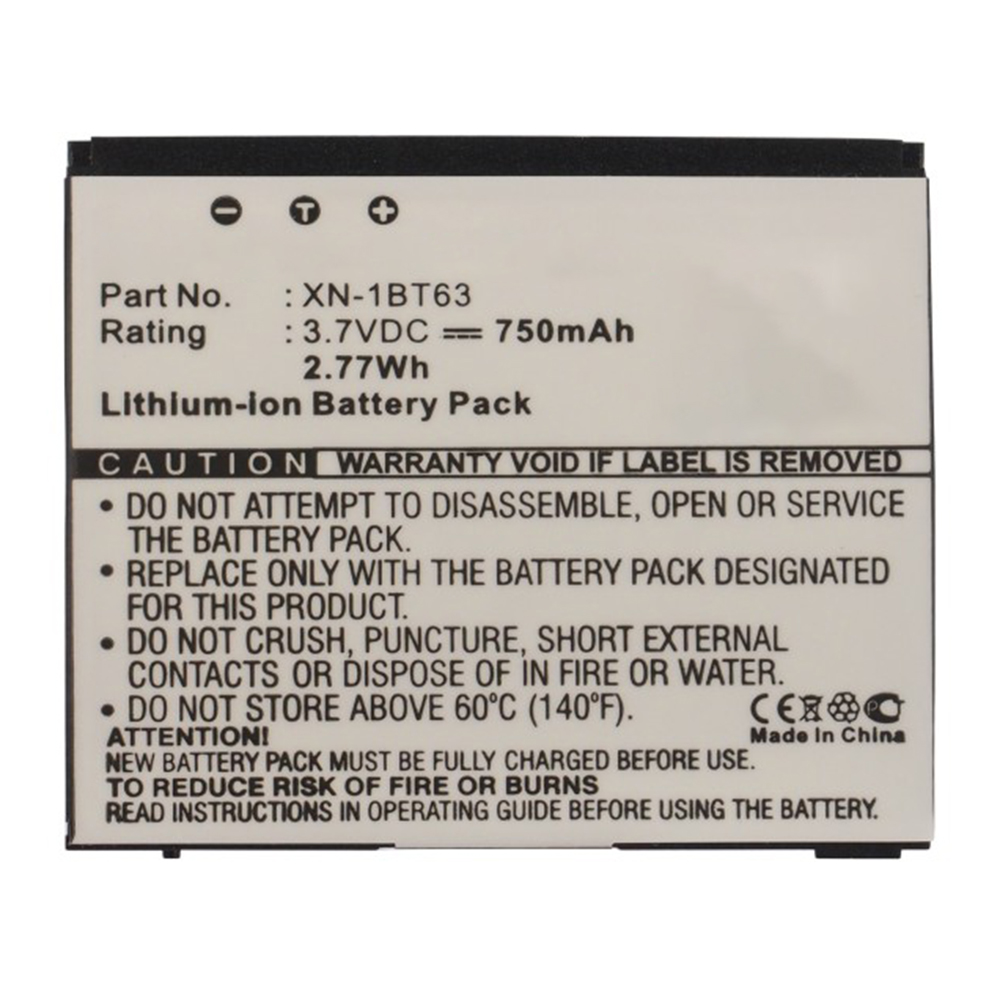 − T +
Part No. : XN-1BT63
Rating : 3.7VDC 750mAh
2.77Wh
Lithium-ion Battery Pack
CAUTION WARRANTY VOID IF LABEL IS REMOVED
• DO NOT ATTEMPT TO DISASSEMBLE, OPEN OR SERVICE
THE BATTERY PACK.
• REPLACE ONLY WITH THE BATTERY PACK DESIGNATED
FOR THIS PRODUCT.
• DO NOT CRUSH, PUNCTURE, SHORT EXTERNAL
CONTACTS OR DISPOSE OF IN FIRE OR WATER.
• DO NOT STORE ABOVE 60°C (140°F).
CE
Made In China
ATTENTION!
NEW BATTERY PACK MUST BE FULLY CHARGED BEFORE USE.
TO REDUCE RISK OF FIRE OR BURNS
READ INSTRUCTIONS IN OPERATING GUIDE BEFORE USING THE BATTERY.